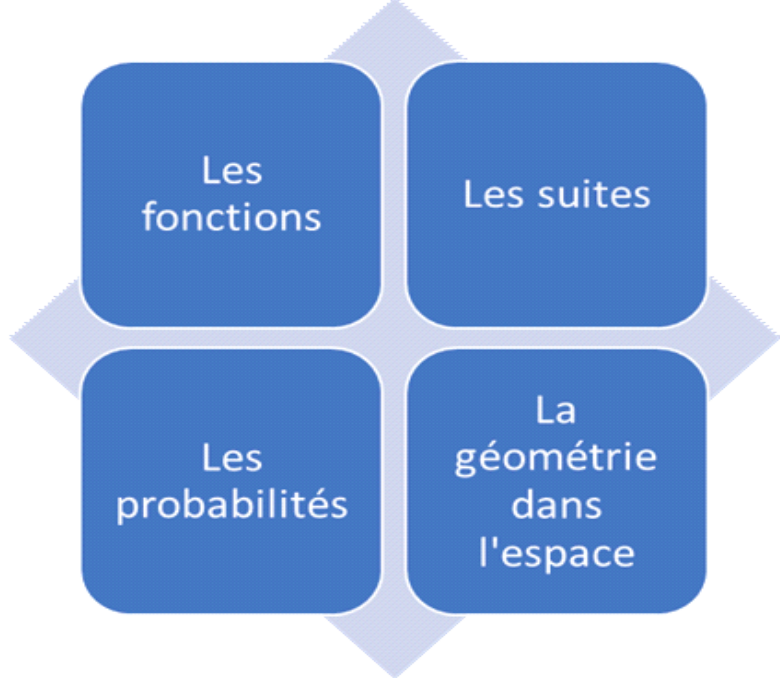 Les
fonctions
Les suites
Les
probabilités
La
géométrie
dans
l'espace